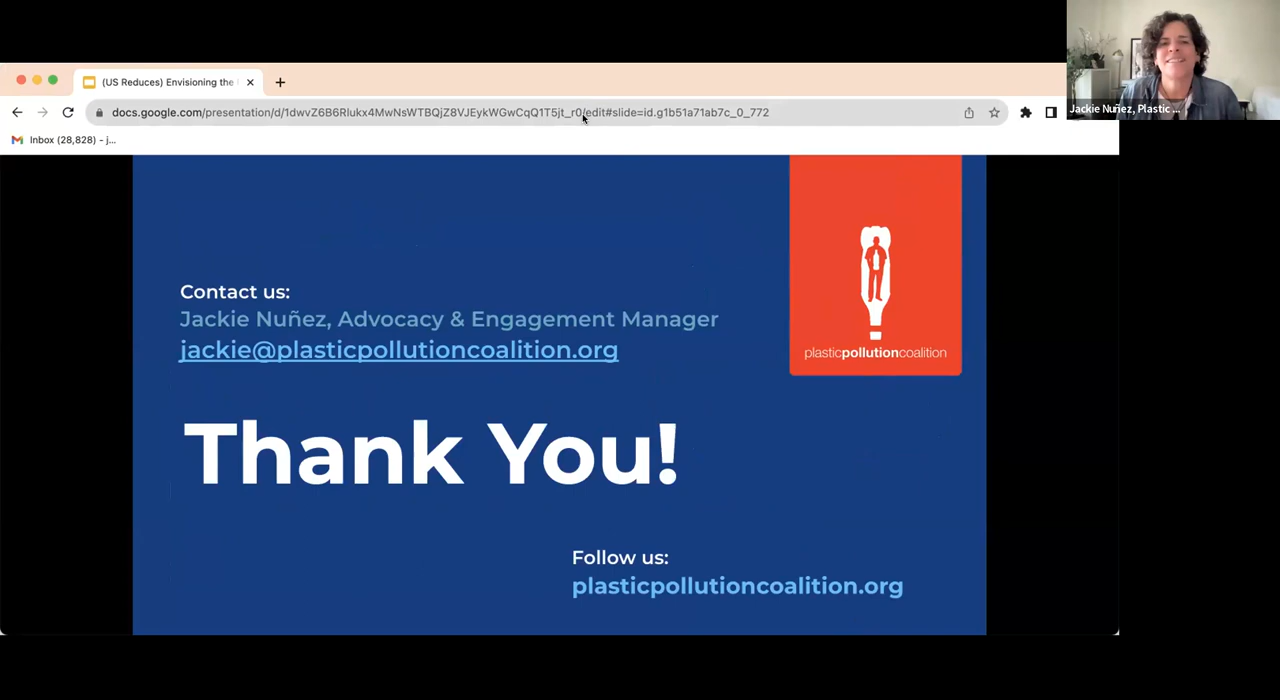 (US Reduces) Envisioning the
docs.google.com/presentation/d/1dwvZ6B6Rlukx4MwNsWTBQjZ8VJEykWGwCqQ1T5jt_r0/edit#slide=id.g1b51a71ab7c_0_772
Inbox (28,828) - j...
Jackie Nuñez, Plastic ...
Contact us:
Jackie Nuñez, Advocacy & Engagement Manager
jackie@plasticpollutioncoalition.org
plasticpollutioncoalition
Thank You!
Follow us:
plasticpollutioncoalition.org